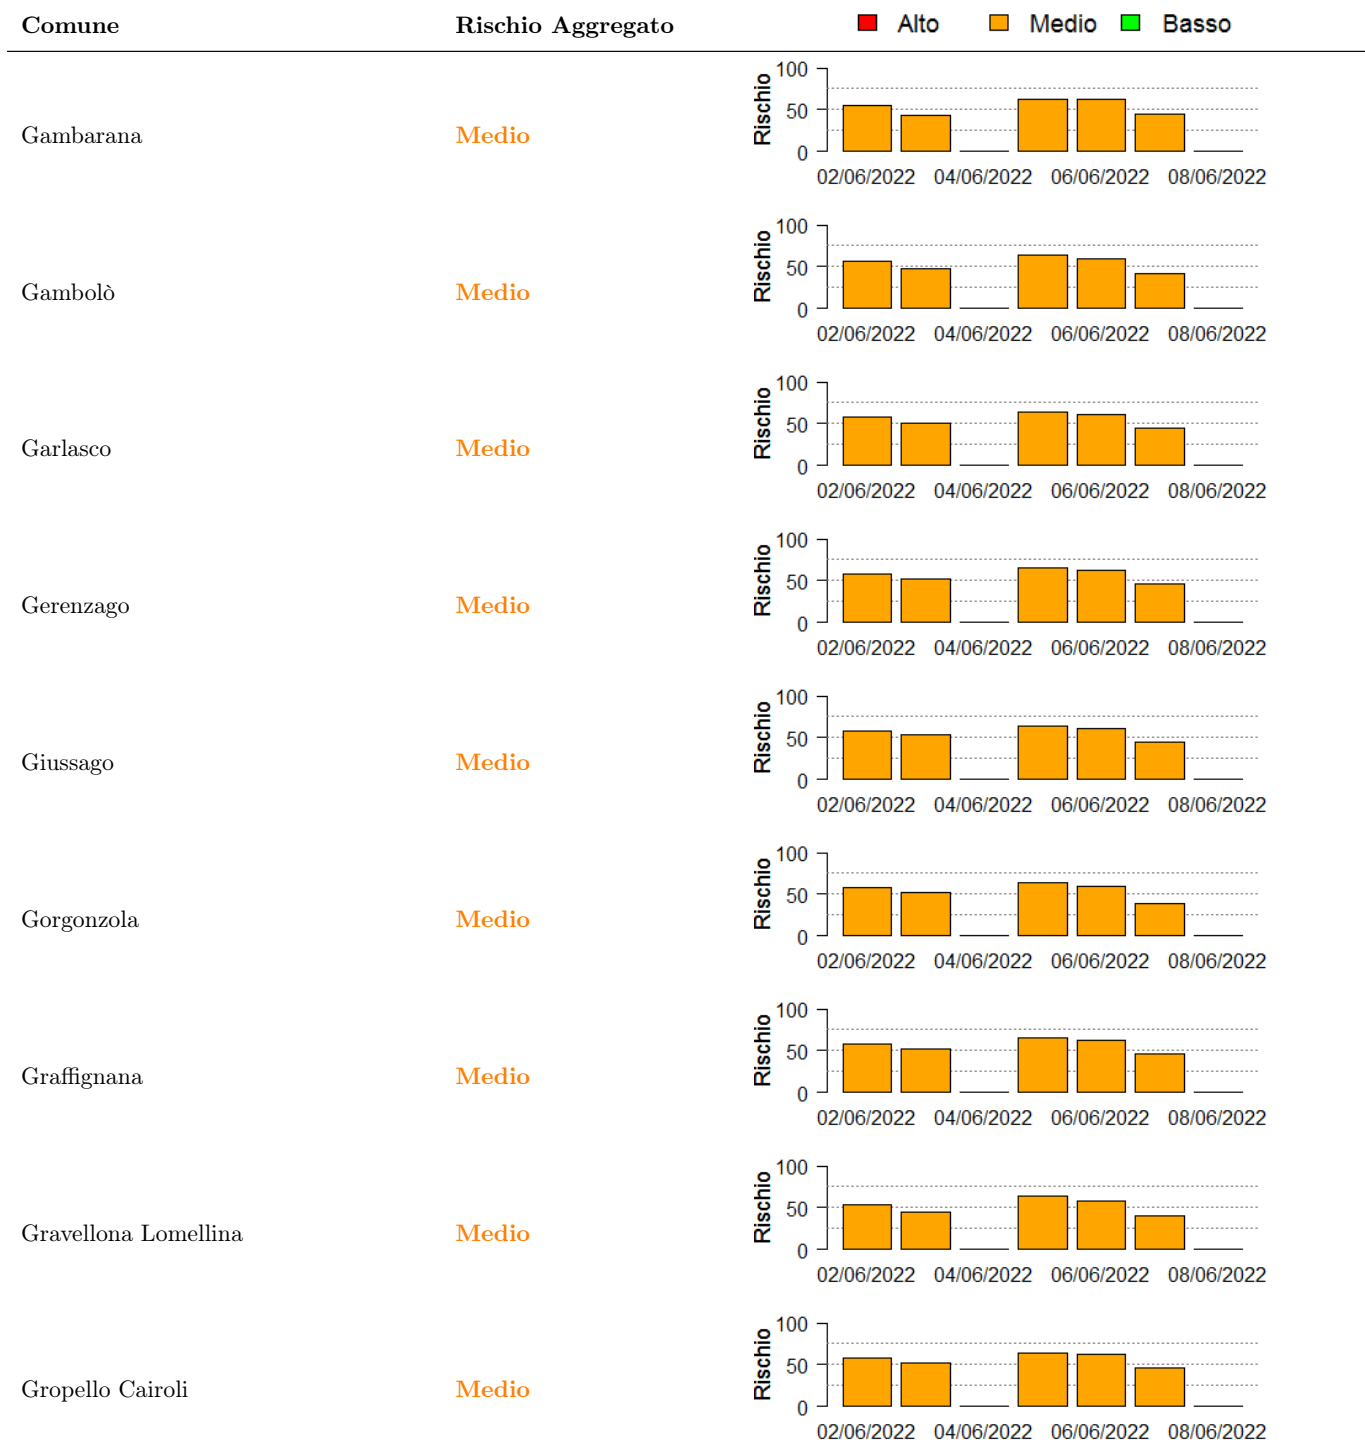 Comune Rischio Aggregato Alto Medio Basso
100
50
0
Rischio
Gambarana Medio
02/06/2022 04/06/2022 06/06/2022 08/06/2022
100
50
0
Rischio
Gambolò Medio
02/06/2022 04/06/2022 06/06/2022 08/06/2022
100
50
0
Rischio
Garlasco Medio
02/06/2022 04/06/2022 06/06/2022 08/06/2022
100
50
0
Rischio
Gerenzago Medio
02/06/2022 04/06/2022 06/06/2022 08/06/2022
100
50
0
Rischio
Giussago Medio
02/06/2022 04/06/2022 06/06/2022 08/06/2022
100
50
0
Rischio
Gorgonzola Medio
02/06/2022 04/06/2022 06/06/2022 08/06/2022
100
50
0
Rischio
Graffignana Medio
02/06/2022 04/06/2022 06/06/2022 08/06/2022
100
50
0
Rischio
Gravellona Lomellina Medio
02/06/2022 04/06/2022 06/06/2022 08/06/2022
100
50
0
Rischio
Gropello Cairoli Medio
02/06/2022 04/06/2022 06/06/2022 08/06/2022